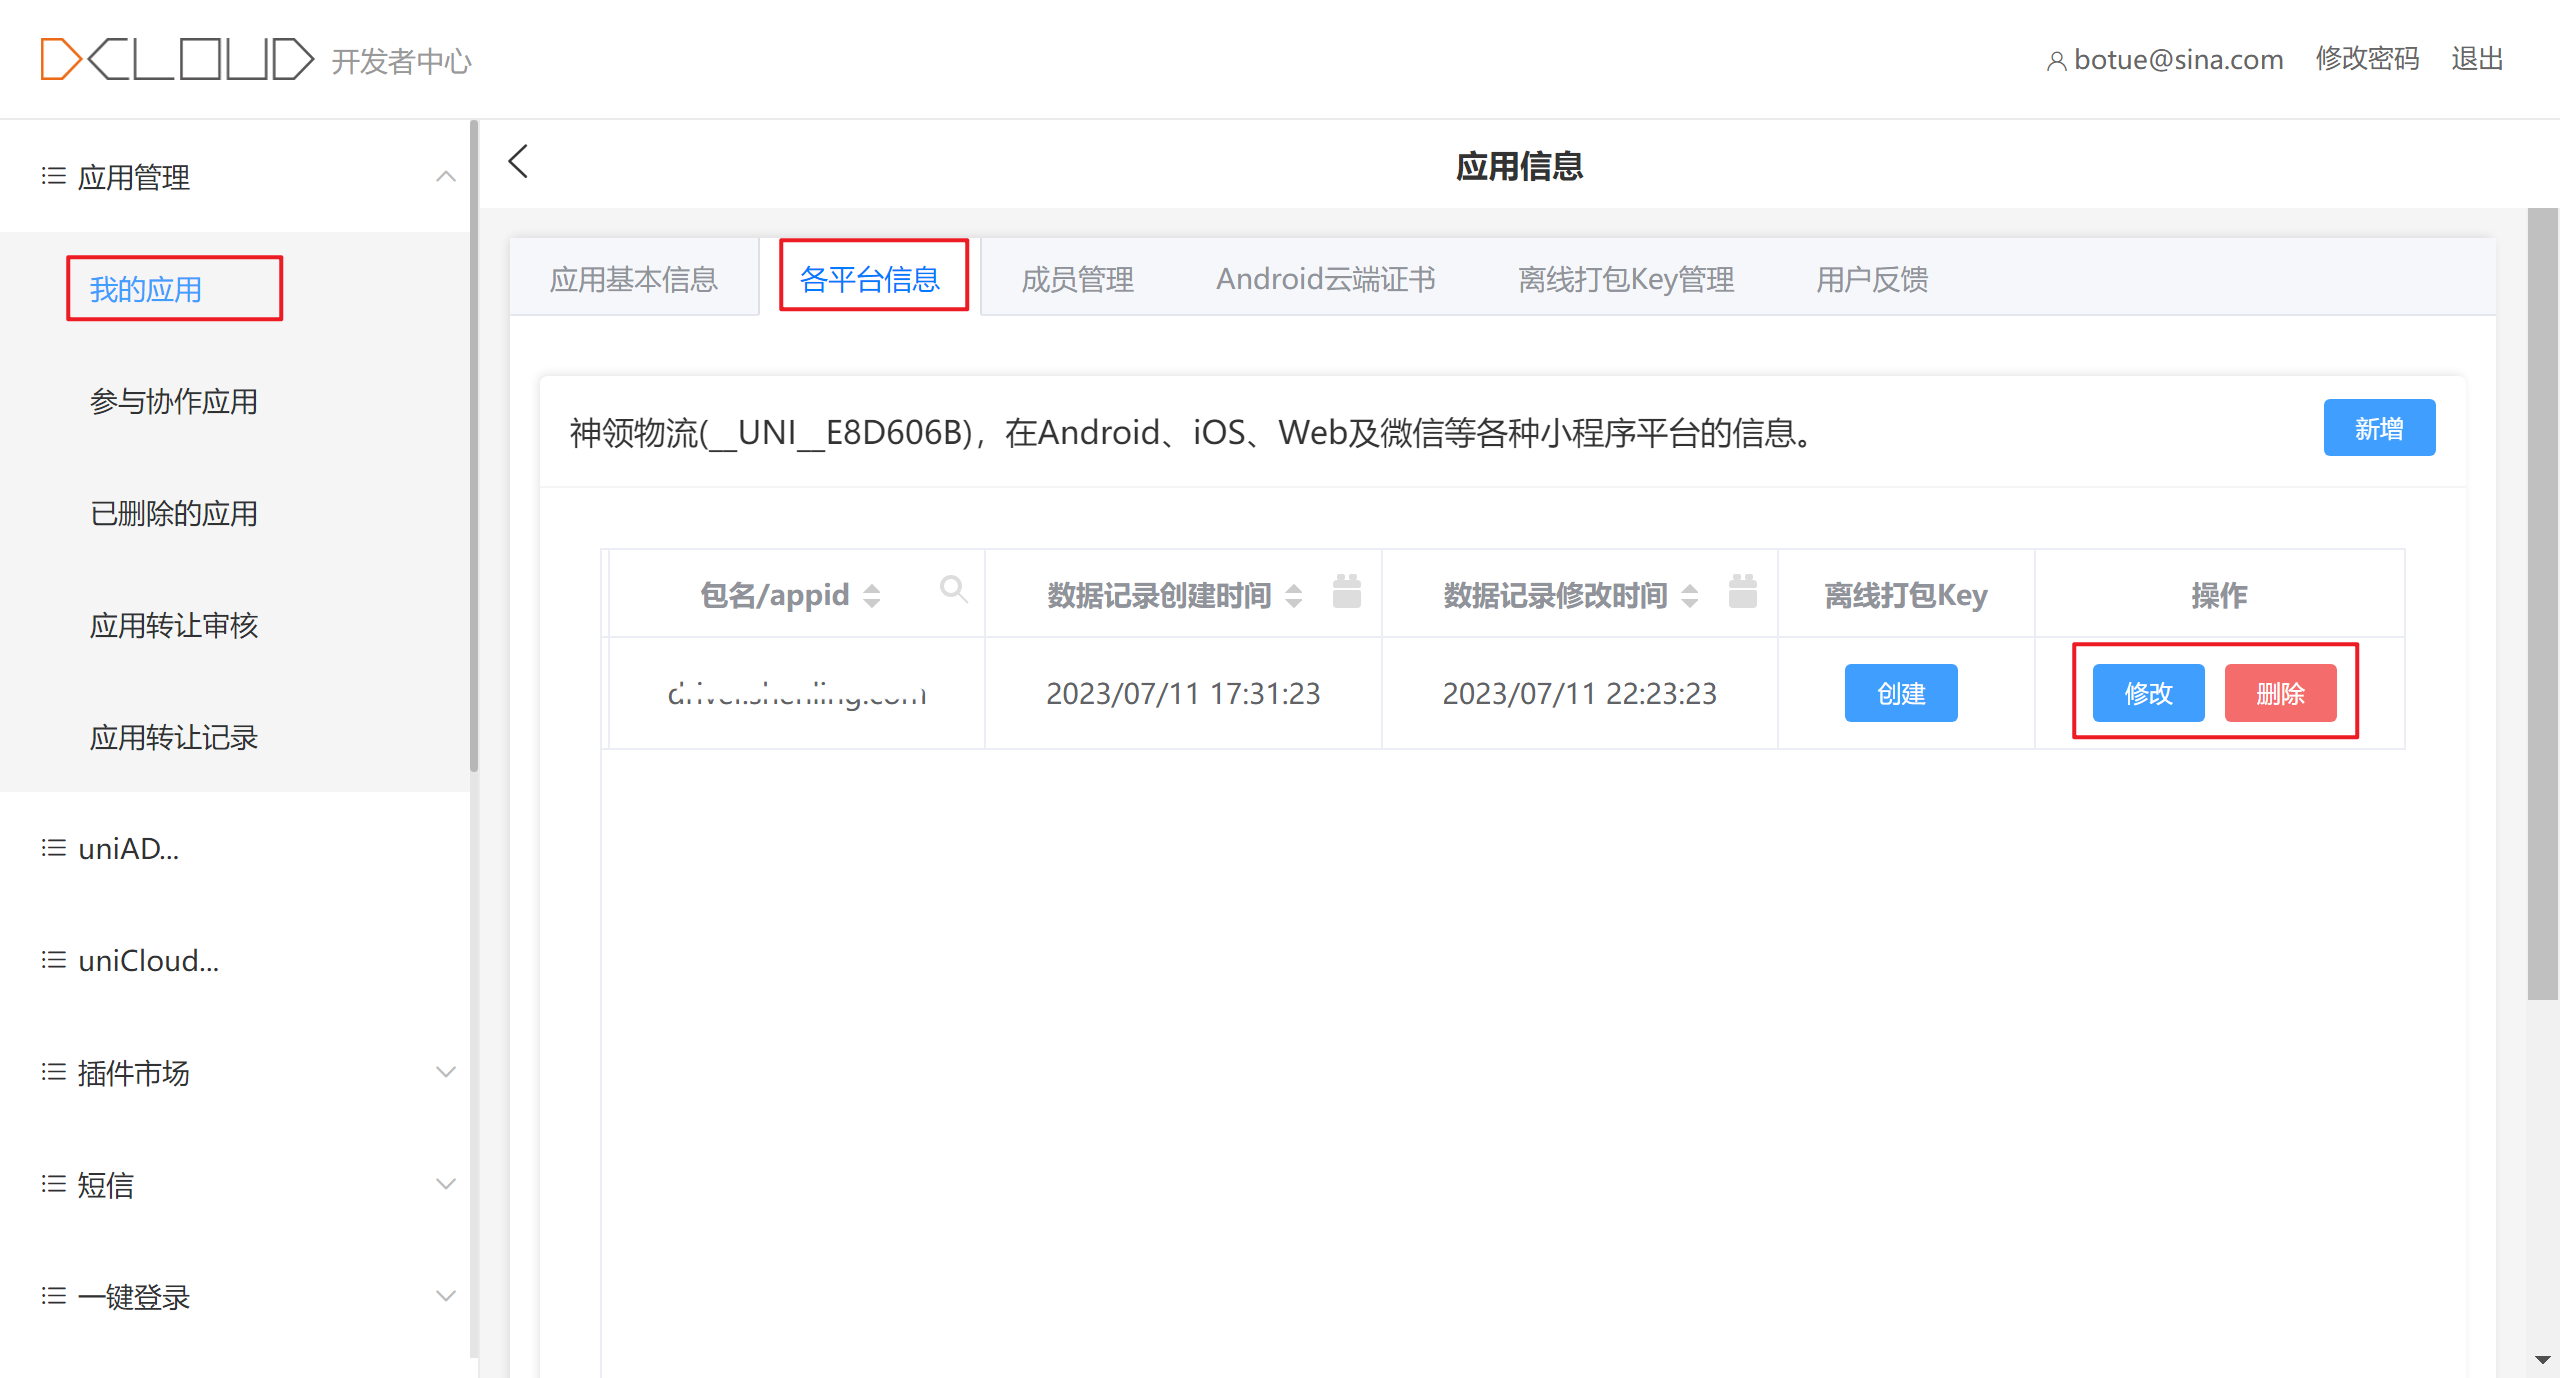 DCLOUD 开发者中心
botue@sina.com 修改密码 退出
应用管理
我的应用
参与协作应用
已删除的应用
应用转让审核
应用转让记录
uniAD...
uniCloud...
插件市场
短信
一键登录
应用信息
应用基本信息 各平台信息 成员管理 Android云端证书 离线打包Key管理 用户反馈
神领物流(__UNI__E8D606B)，在Android、iOS、Web及微信等各种小程序平台的信息。 新增
包名/appid 数据记录创建时间 数据记录修改时间 离线打包Key 操作
2023/07/11 17:31:23 2023/07/11 22:23:23 创建 修改 删除